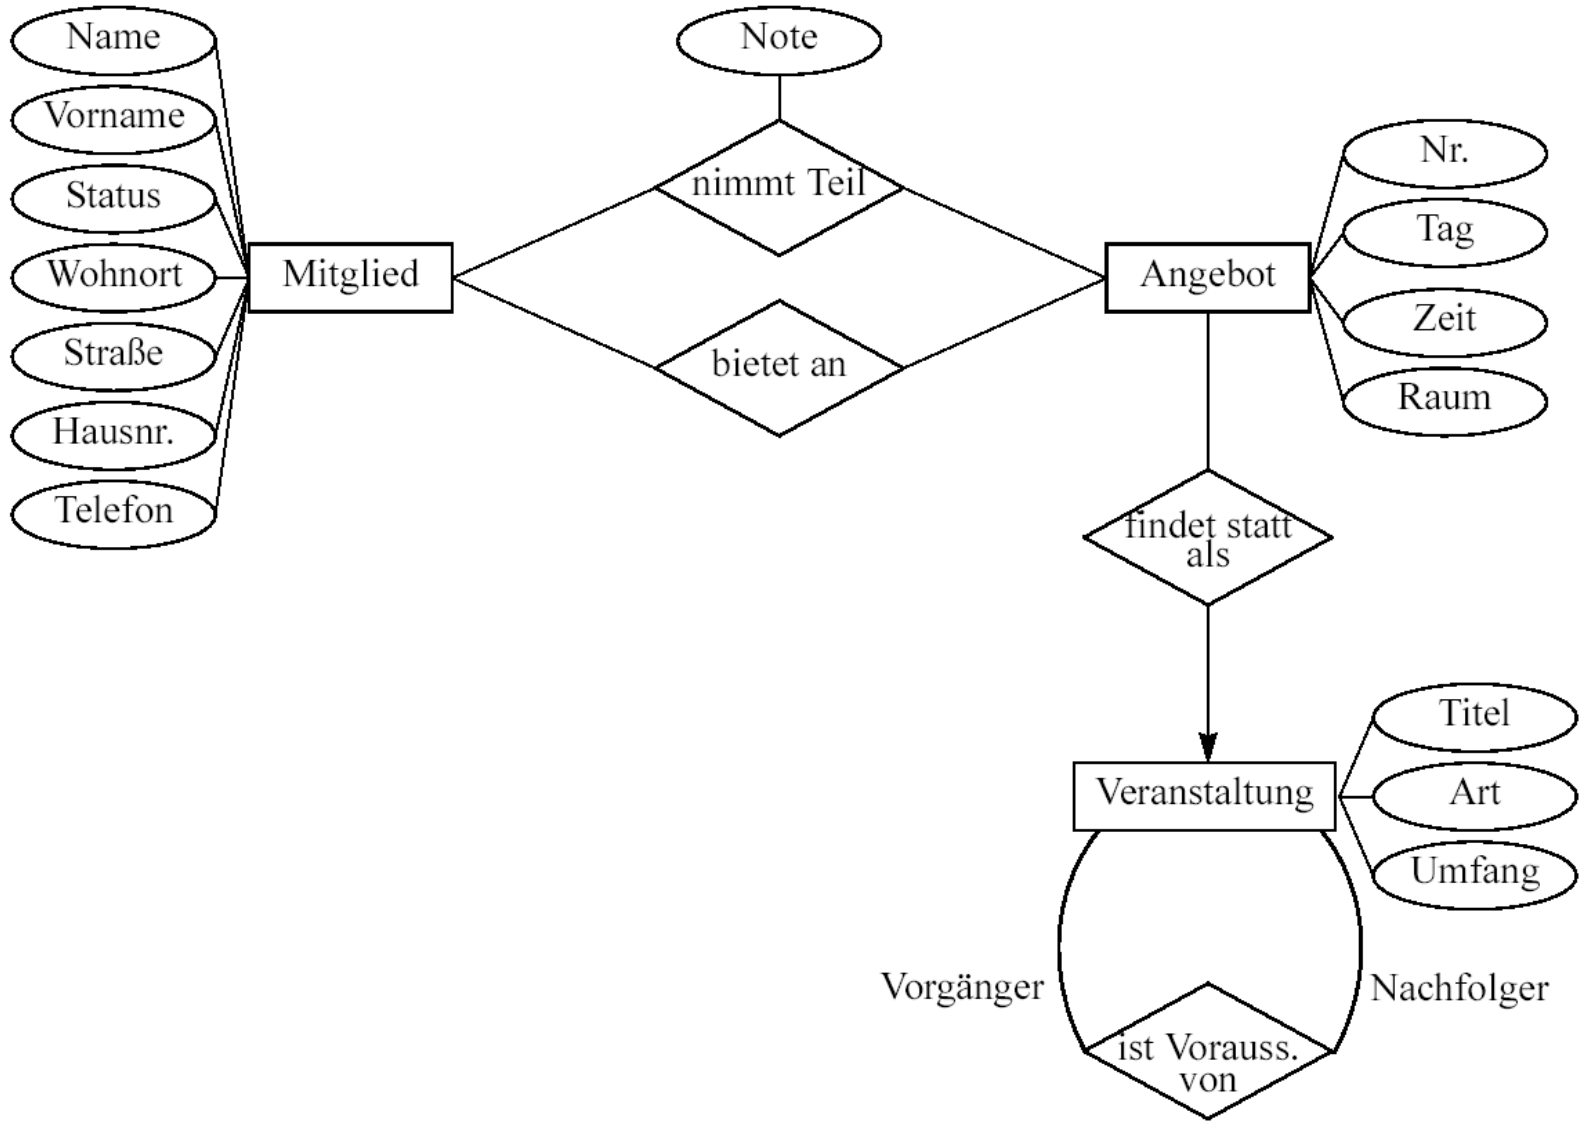 Name
Vorname
Status
Wohnort
Straße
Hausnr.
Telefon
Mitglied
Note
nimmt Teil
bietet an
Angebot
Nr.
Tag
Zeit
Raum
findet statt
als
Veranstaltung
Titel
Art
Umfang
Vorgänger
Nachfolger
ist Vorauss.
von